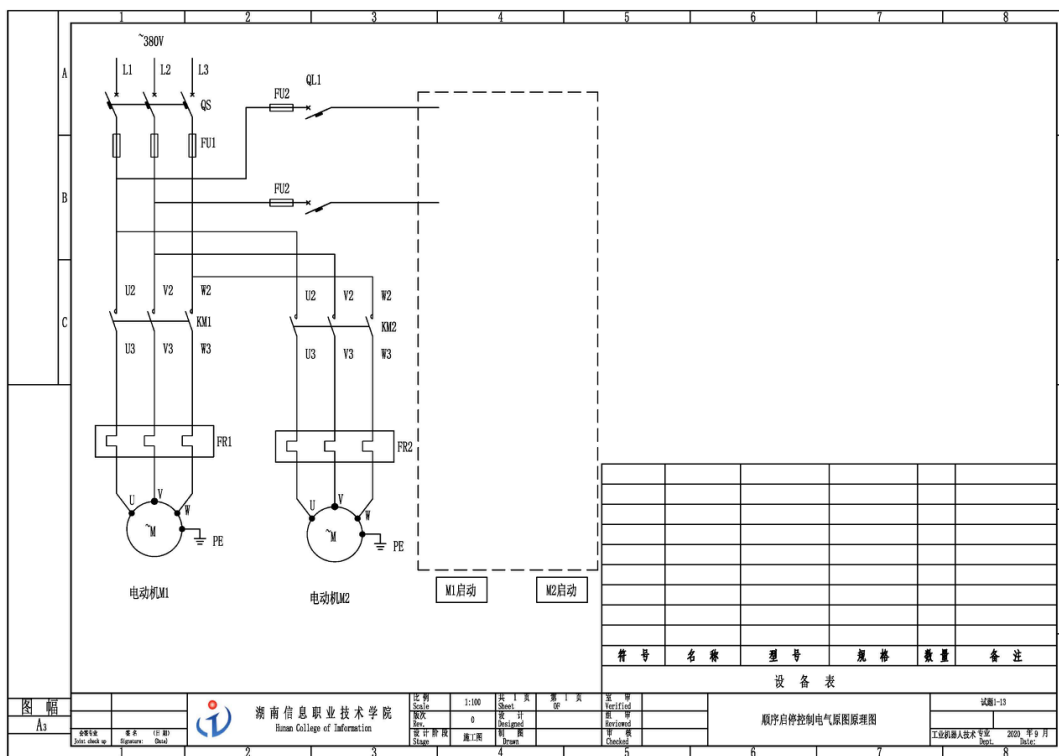 1 2 3 4 5 6 7 8
~380V
L1 L2 L3
QL1
FU2
A
QS
FU1
FU2
B
U2 V2 W2
U2 V2 W2
C
KM1
KM2
U3 V3 W3
U3 V3 W3
FR1
FR2
U V W
U V W
~M
PE
~M
PE
电动机M1
电动机M2
M1启动
M2启动
符 号 名 称 型 号 规 格 数 量 备 注
设 备 表
图 幅
A3
会签专业 签 名 (日 期)
Joint check up Signature: (Date)
湖南信息职业技术学院
Hunan College of Imformation
比 例 1:100 共 1 页 第 1 页
Scale Sheet OF
版次 0 设 计
Rev. Designed
设 计 阶 段 施工图 制 图
Stage Drawn
室 审
Verified
组 审
Reviewed
审 核
Checked
顺序启停控制电气原图原理图
试题1-13
工业机器人技术 专业 2020 年 9 月
Dept. Date:
2 3 4 5 6 7 8